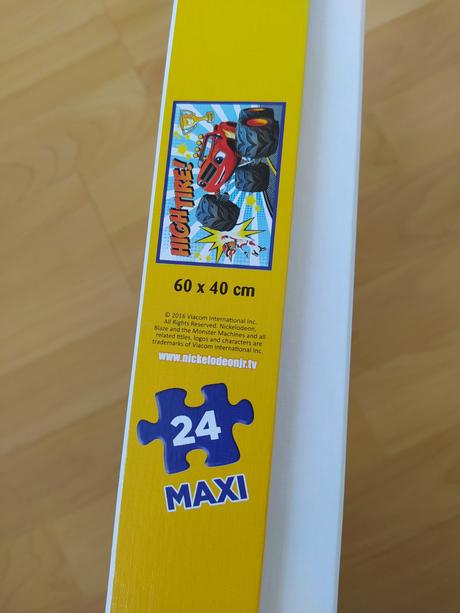 HIGH TIRE!
60 x 40 cm
© 2016 Viacom International Inc.
All Rights Reserved. Nickelodeon,
Blaze and the Monster Machines and all
related titles, logos and characters are
trademarks of Viacom International Inc.
www.nickelodeonjr.tv
24
MAXI